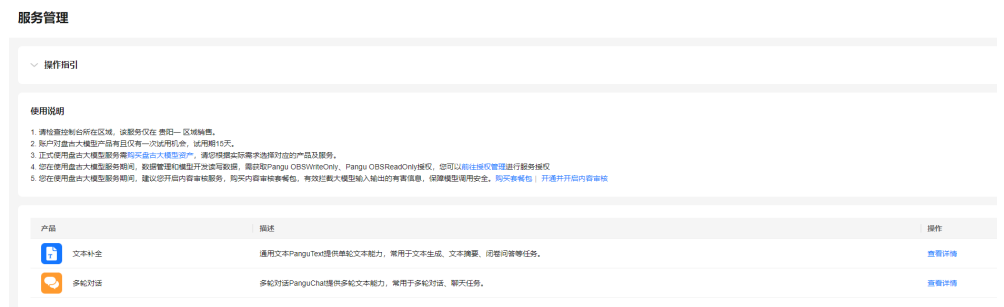 服务管理
操作指引
使用说明
1. 请检查控制台所在区域，该服务仅在 贵阳一 区域销售。
2. 账户对盘古大模型产品有且仅有一次试用机会，试用期15天。
3. 正式使用盘古大模型服务需购买盘古大模型资产，请您根据实际需求选择对应的产品及服务。
4. 您在使用盘古大模型服务期间，数据管理和模型开发读写数据，需获取Pangu OBSWriteOnly、Pangu OBSReadOnly授权，您可以前往授权管理进行服务授权
5. 您在使用盘古大模型服务期间，建议您开启内容审核服务，购买内容审核套餐包，有效拦截大模型输入输出的有害信息，保障模型调用安全。购买套餐包 | 开通并开启内容审核
产品 描述 操作
文本补全 通用文本PanguText提供单轮文本能力，常用于文本生成、文本摘要、闭卷问答等任务。 查看详情
多轮对话 多轮对话PanguChat提供多轮文本能力，常用于多轮对话、聊天任务。 查看详情